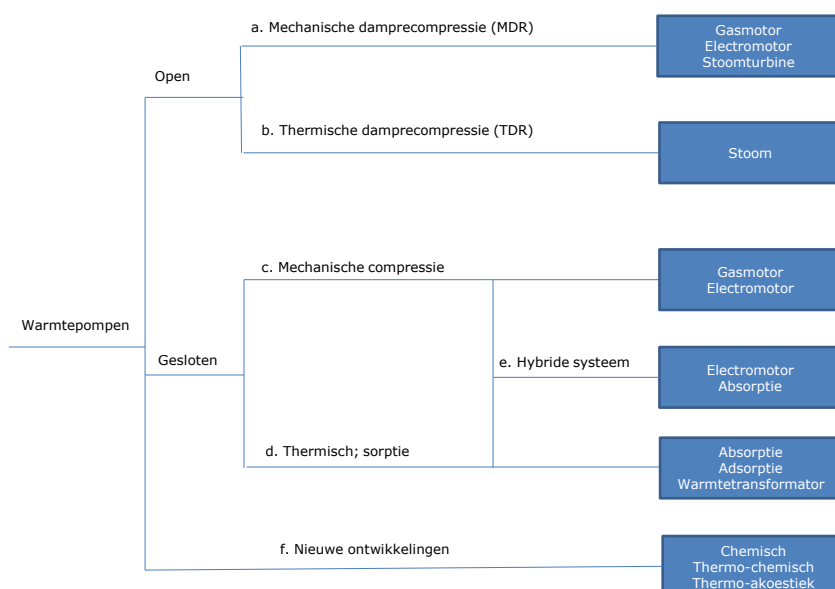 a. Mechanische damprecompressie (MDR)
Gasmotor
Electromotor
Stoomturbine
Open
b. Thermische damprecompressie (TDR)
Stoom
c. Mechanische compressie
Gasmotor
Electromotor
Warmtepompen
Gesloten
e. Hybride systeem
Electromotor
Absorptie
d. Thermisch; sorptie
Absorptie
Adsorptie
Warmtetransformator
f. Nieuwe ontwikkelingen
Chemisch
Thermo-chemisch
Thermo-akoestiek